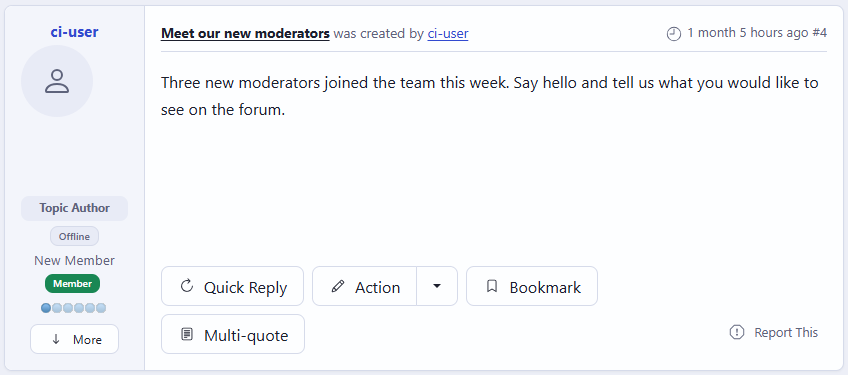 ci-user
Topic Author
Offline
New Member
Member
More
Meet our new moderators was created by ci-user
1 month 5 hours ago #4
Three new moderators joined the team this week. Say hello and tell us what you would like to
see on the forum.
Quick Reply
Action
Bookmark
Multi-quote
Report This